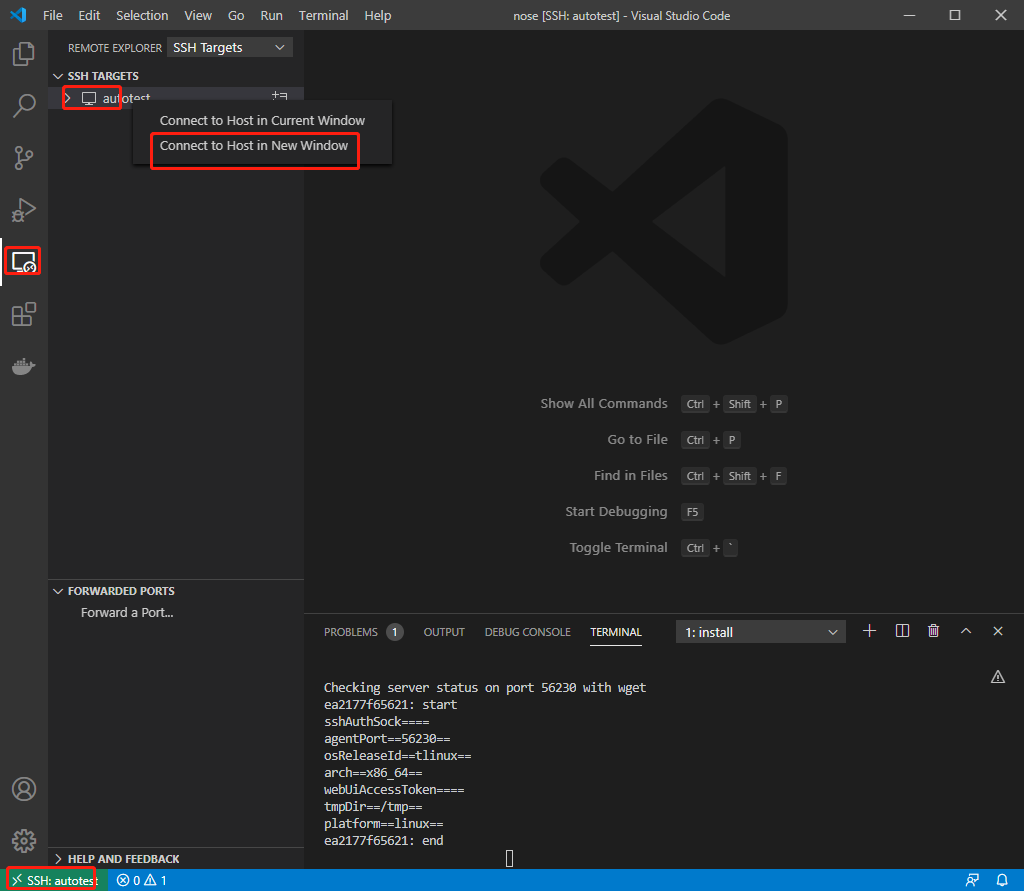 File Edit Selection View Go Run Terminal Help nose [SSH: autotest] - Visual Studio Code
REMOTE EXPLORER SSH Targets
SSH TARGETS
autotest
Connect to Host in Current Window
Connect to Host in New Window
Show All Commands Ctrl + Shift + P
Go to File Ctrl + P
Find in Files Ctrl + Shift + F
Start Debugging F5
Toggle Terminal Ctrl + `
FORWARDED PORTS
Forward a Port...
PROBLEMS 1 OUTPUT DEBUG CONSOLE TERMINAL 1: install
Checking server status on port 56230 with wget
ea2177f65621: start
sshAuthSock====
agentPort==56230==
osReleaseId==tlinux==
arch==x86_64==
webUiAccessToken====
tmpDir==/tmp==
platform==linux==
ea2177f65621: end
HELP AND FEEDBACK
SSH: autotest 0 1